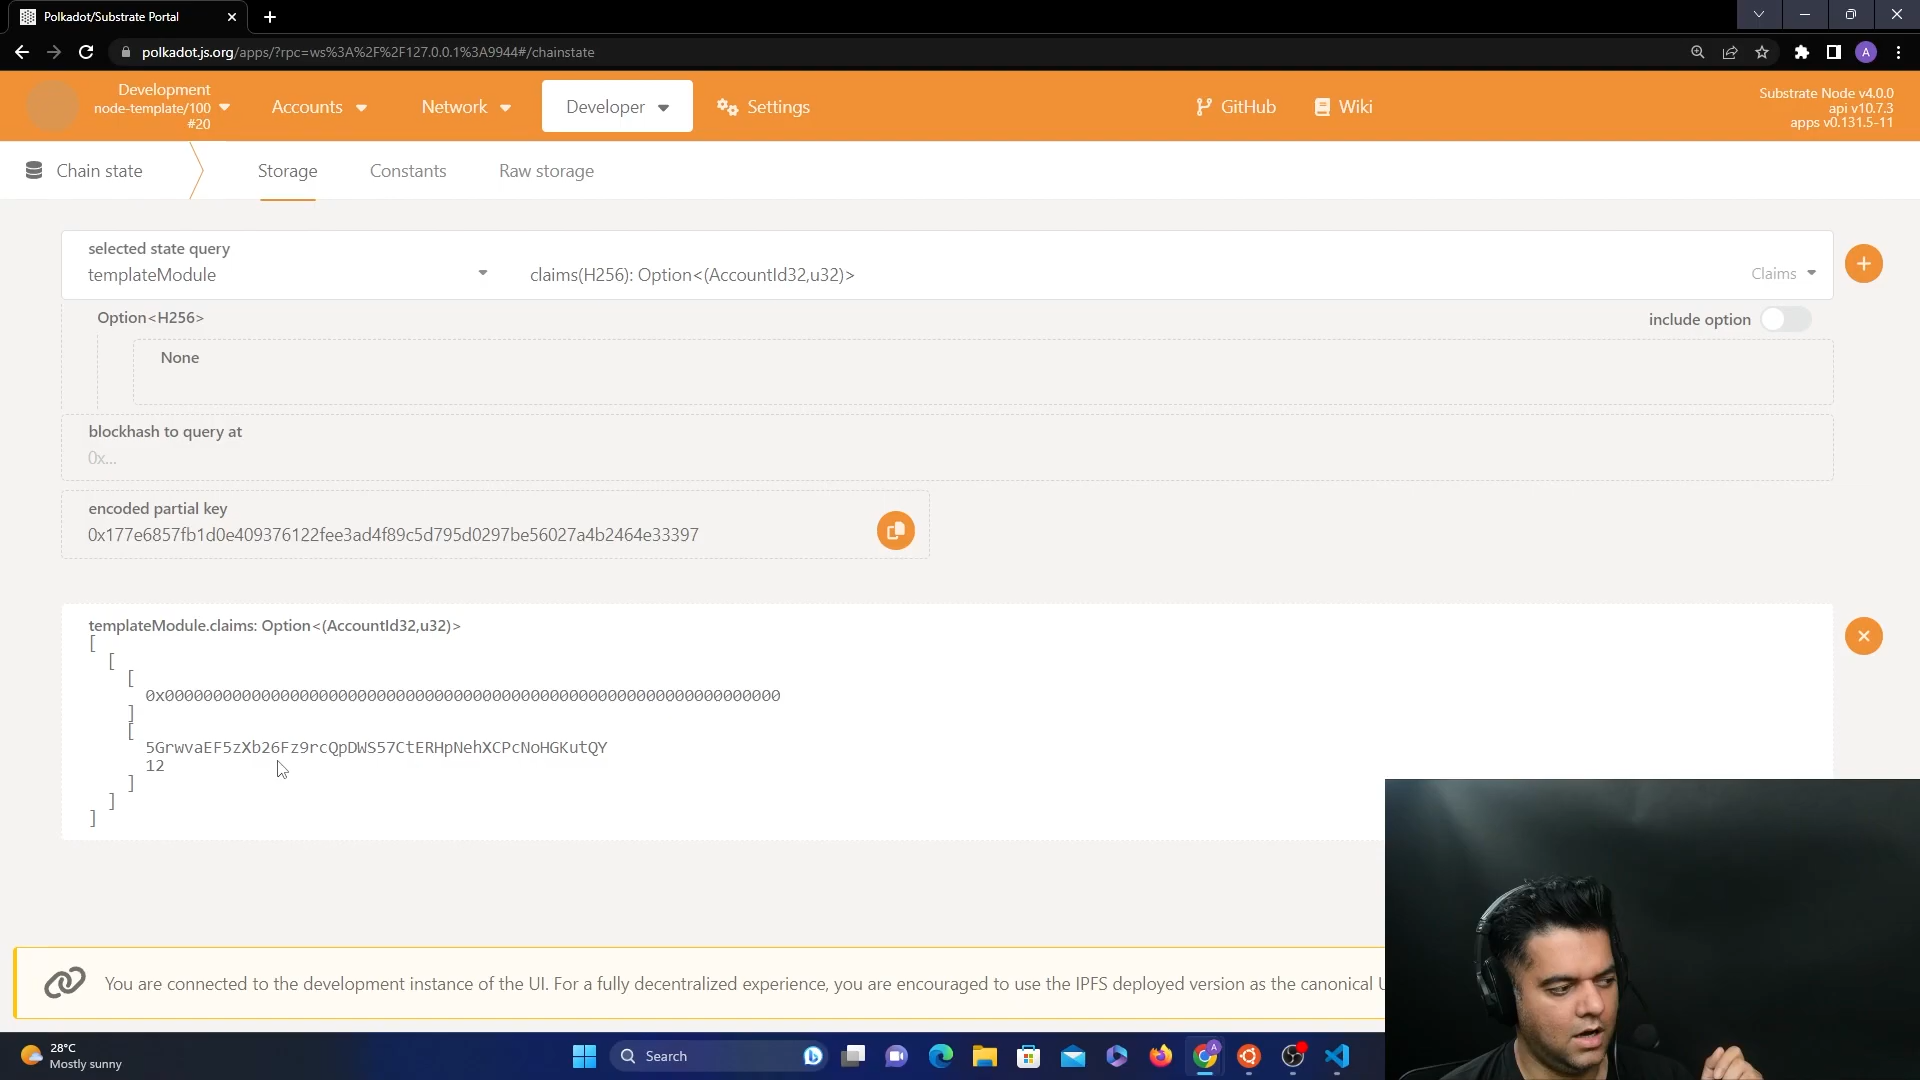 Polkadot/Substrate Portal
polkadot.js.org/apps/?rpc=ws%3A%2F%2F127.0.0.1%3A9944#/chainstate
A
Development
node-template/100
#20
Accounts
Network
Developer
Settings
GitHub
Wiki
Substrate Node v4.0.0
api v10.7.3
apps v0.131.5-11
Chain state
Storage
Constants
Raw storage
selected state query
templateModule
claims(H256): Option<(AccountId32,u32)>
Claims
Option<H256>
include option
None
blockhash to query at
0x...
encoded partial key
0x177e6857fb1d0e409376122fee3ad4f89c5d795d0297be56027a4b2464e33397
templateModule.claims: Option<(AccountId32,u32)>
[
[
[
0x0000000000000000000000000000000000000000000000000000000000000000
]
[
5GrwvaEF5zXb26Fz9rcQpDWS57CtERHpNehXCPcNoHGKutQY
12
]
]
]
You are connected to the development instance of the UI. For a fully decentralized experience, you are encouraged to use the IPFS deployed version as the canonical U
28°C
Mostly sunny
Search
A